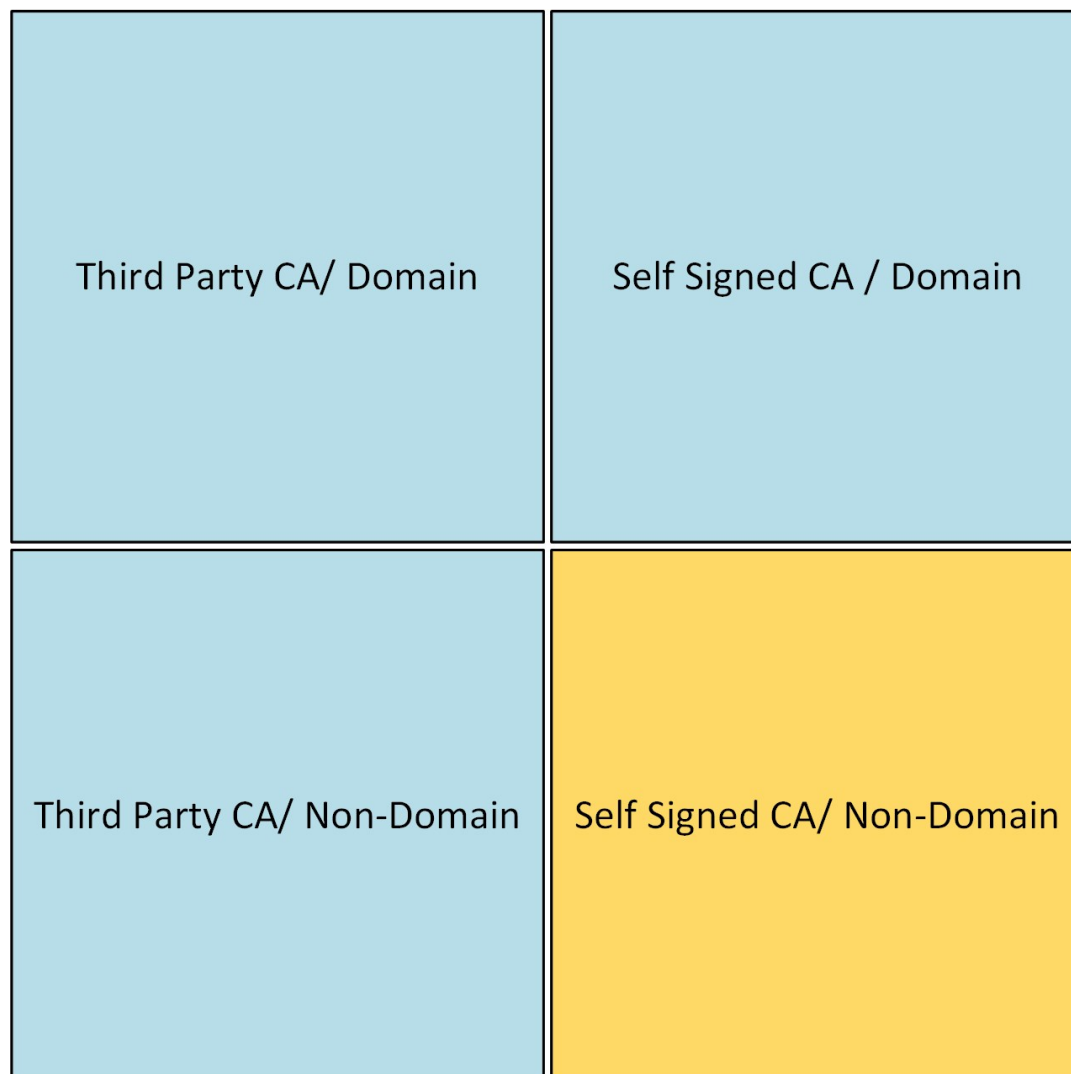 Third Party CA/ Domain
Self Signed CA / Domain
Third Party CA/ Non-Domain
Self Signed CA/ Non-Domain